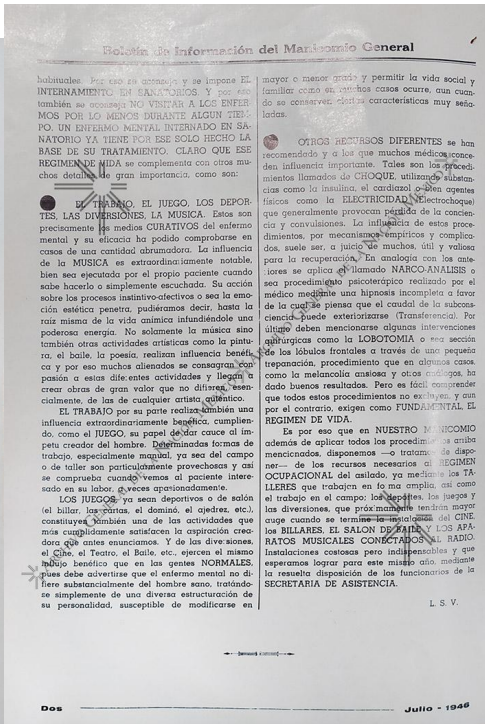 Boletín de Información del Manicomio General
habituales. Por eso se aconseja y se impone EL
INTERNAMIENTO EN SANATORIOS. Y por eso
también se aconseja NO VISITAR A LOS ENFER
MOS POR LO MENOS DURANTE ALGUN TIEM
PO. UN ENFERMO MENTAL INTERNADO EN SA-
NATORIO YA TIENE POR ESE SOLO HECHO LA
BASE DE SU TRATAMIENTO. CLARO QUE ESE
REGIMEN DE VIDA se complementa con otros mu-
chos detalles de gran importancia, como son:
EL TRABAJO, EL JUEGO, LOS DEPOR-
TES, LAS DIVERSIONES, LA MUSICA. Estos son
precisamente los medios CURATIVOS del enfermo
mental y su eficacia ha podido comprobarse en
casos de una cantidad abrumadora. La influencia
de la MUSICA es extraordinariamente notable,
bien sea ejecutada por el propio paciente cuando
sabe hacerlo o simplemente escuchada. Su acción
sobre los procesos instintivo-afectivos o sea la emo-
ción estética penetra, pudiéramos decir, hasta la
raiz misma de la vida anímica infundiéndole una
poderosa energía. No solamente la música sino
también otras actividades artísticas como la pintu-
ra, el baile, la poesía, realizan influencia benéfi-
ca y por eso muchos alienados se consagran con
pasión a estas diferentes actividades y llegan a
crear obras de gran valor que no difieren, esen-
cialmente, de las de cualquier artista auténtico.
EL TRABAJO por su parte realiza también una
influencia extraordinariamente benéfica, cumplien-
do, como el JUEGO, su papel de dar cauce al ím-
petu creador del hombre. Determinadas formas de
trabajo, especialmente manual, ya sea del campo
o de taller son particularmente provechosas y así
se comprueba cuando vemos al paciente interesa-
do en su labor, a veces apasionadamente.
LOS JUEGOS, ya sean deportivos o de salón
(el billar, las cartas, el dominó, el ajedrez, etc.),
constituyen también una de las actividades que
más cumplidamente satisfacen la aspiración crea-
dora que antes enunciamos. Y de las diversiones,
el Cine, el Teatro, el Baile, etc., ejercen el mismo
influjo benéfico que en las gentes NORMALES,
pues debe advertirse que el enfermo mental no di-
fiere substancialmente del hombre sano, tratándo-
se simplemente de una diversa estructuración de
su personalidad, susceptible de modificarse en
mayor o menor grado y permitir la vida social y
familiar como en muchos casos ocurre, aun cuan-
do se conserven ciertas características muy seña-
ladas.
OTROS RECURSOS DIFERENTES se han
recomendado y a los que muchos médicos conce-
den influencia importante. Tales son los procedi-
mientos llamados de CHOQUE, utilizando substan-
cias como la insulina, el cardiazol o bien agentes
físicos como la ELECTRICIDAD (Electrochoque)
que generalmente provocan pérdida de la concien-
cia y convulsiones. La influencia de estos proce-
dimientos, por mecanismos empíricos y complica-
dos, suele ser, a juicio de muchos, útil y valiosa
para la recuperación. En analogía con los ante-
riores se aplica el llamado NARCO-ANALISIS o
sea procedimiento psicoterápico realizado por el
médico mediante una hipnosis incompleta a favor
de la cual se piensa que el caudal de la subcons-
ciencia puede exteriorizarse (Transferencia). Por
último deben mencionarse algunas intervenciones
quirúrgicas como la LOBOTOMIA o sea sección
de los lóbulos frontales a través de una pequeña
trepanación, procedimiento que en algunos casos,
como la melancolía ansiosa y otros análogos, ha
dado buenos resultados. Pero es fácil comprender
que todos estos procedimientos no excluyen, y aun
por el contrario, exigen como FUNDAMENTAL EL
REGIMEN DE VIDA.
Es por eso que en NUESTRO MANICOMIO
además de aplicar todos los procedimientos arriba
mencionados, disponemos —o tratamos de dispo-
ner— de los recursos necesarios al REGIMEN
OCUPACIONAL del asilado, ya mediante los TA-
LLERES que trabajen en forma amplia, así como
el trabajo en el campo; los deportes, los juegos y
las diversiones, que próximamente tendrán mayor
auge cuando se termine la instalación del CINE,
los BILLARES, EL SALON DE BAILE Y LOS APA-
RATOS MUSICALES CONECTADOS AL RADIO.
Instalaciones costosas pero indispensables y que
esperamos lograr para este mismo año, mediante
la resuelta disposición de los funcionarios de la
SECRETARIA DE ASISTENCIA.
L. S. V.
Dos
Julio - 1946